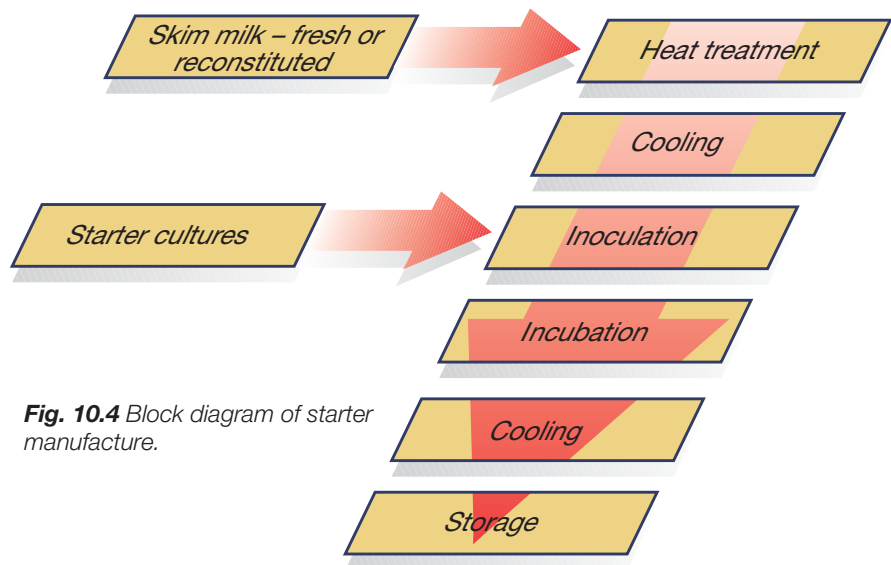 Skim milk – fresh or
reconstituted
Heat treatment
Cooling
Starter cultures
Inoculation
Incubation
Fig. 10.4 Block diagram of starter
manufacture.
Cooling
Storage